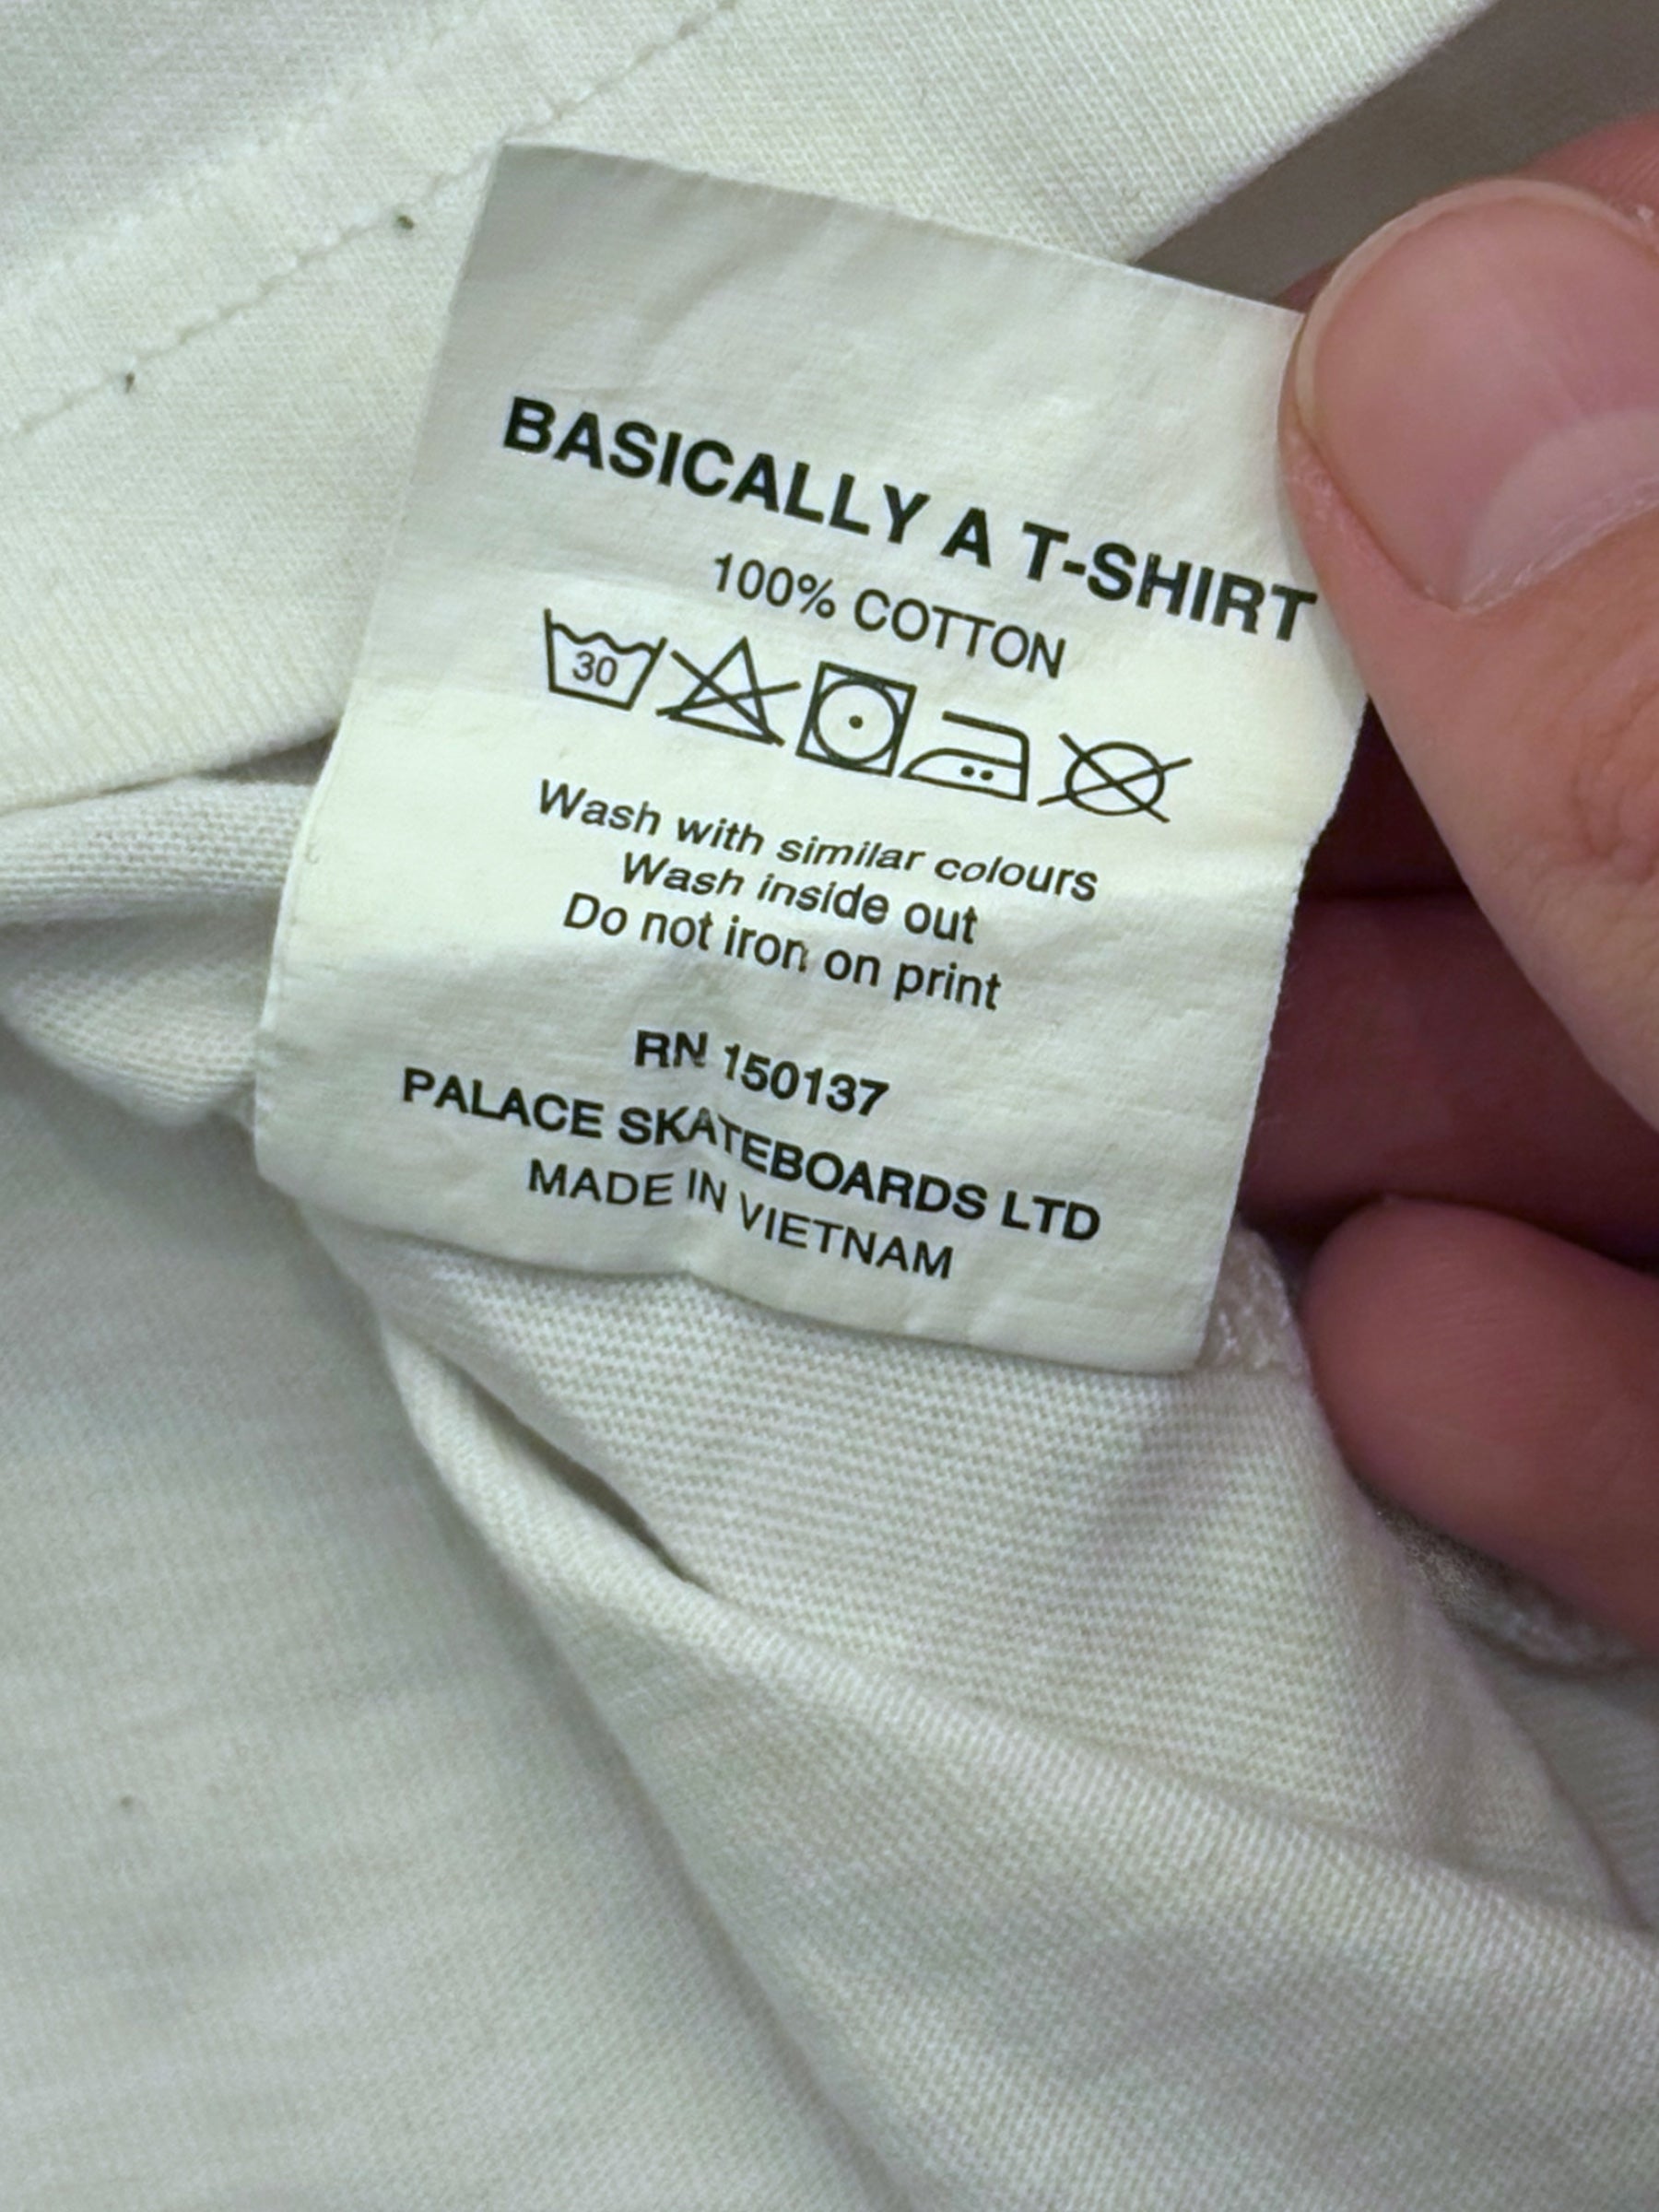 BASICALLY A T-SHIRT
100% COTTON
30
Wash with similar colours
Wash inside out
Do not iron on print
RN 150137
PALACE SKATEBOARDS LTD
MADE IN VIETNAM